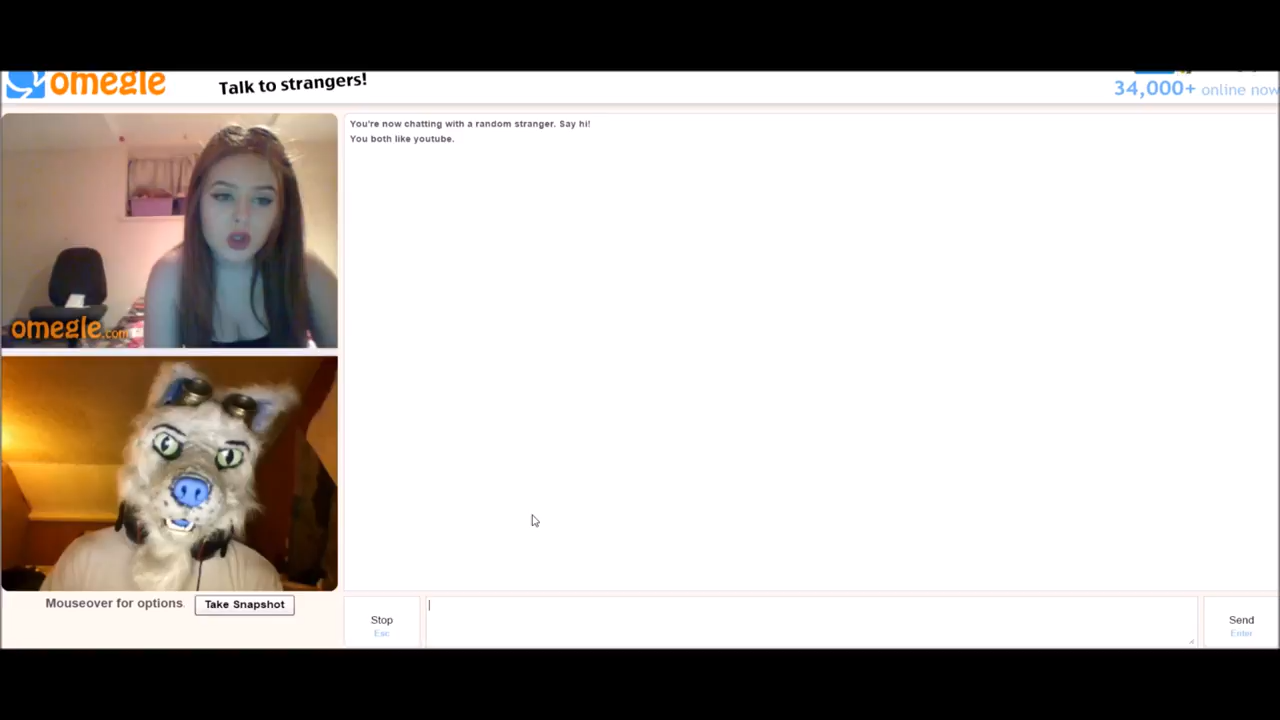 omegle
Talk to strangers!
34,000+ online now
You're now chatting with a random stranger. Say hi!
You both like youtube.
omegle.com
Mouseover for options.
Take Snapshot
Stop
Esc
Send
Enter